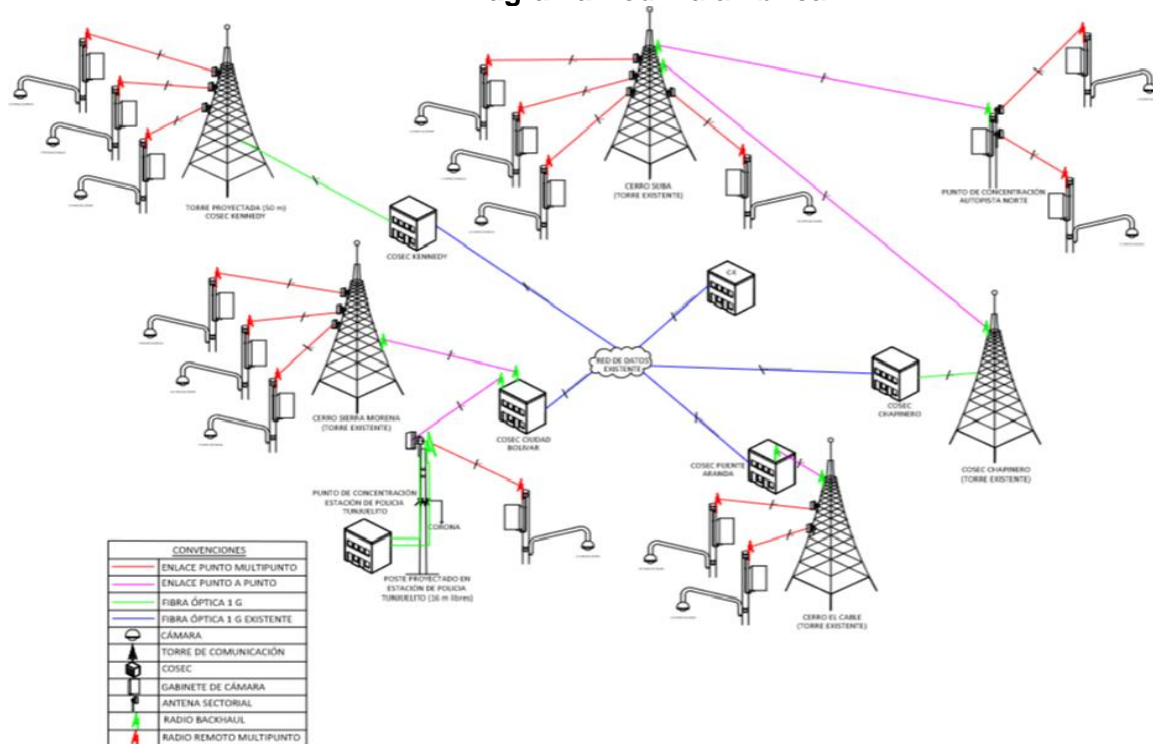 TORRE PROYECTADA (50 m)
COSEC KENNEDY
CERRO SUBA
(TORRE EXISTENTE)
PUNTO DE CONCENTRACIÓN
AUTOPISTA NORTE
COSEC KENNEDY
C4
RED DE DATOS
EXISTENTE
CERRO SIERRA MORENA
(TORRE EXISTENTE)
COSEC CIUDAD
BOLIVAR
COSEC
CHAPINERO
COSEC CHAPINERO
(TORRE EXISTENTE)
COSEC PUENTE
ARANDA
PUNTO DE CONCENTRACIÓN
ESTACIÓN DE POLICIA
TUNJUELITO
CORONA
POSTE PROYECTADO EN
ESTACIÓN DE POLICIA
TUNJUELITO (16 m libres)
CERRO EL CABLE
(TORRE EXISTENTE)
CONVENCIONES
ENLACE PUNTO MULTIPUNTO
ENLACE PUNTO A PUNTO
FIBRA ÓPTICA 1 G
FIBRA ÓPTICA 1 G EXISTENTE
CÁMARA
TORRE DE COMUNICACIÓN
COSEC
GABINETE DE CÁMARA
ANTENA SECTORIAL
RADIO BACKHAUL
RADIO REMOTO MULTIPUNTO